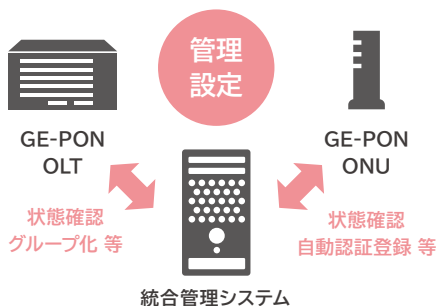 管理
設定
GE-PON
OLT
GE-PON
ONU
状態確認
グループ化 等
状態確認
自動認証登録 等
統合管理システム